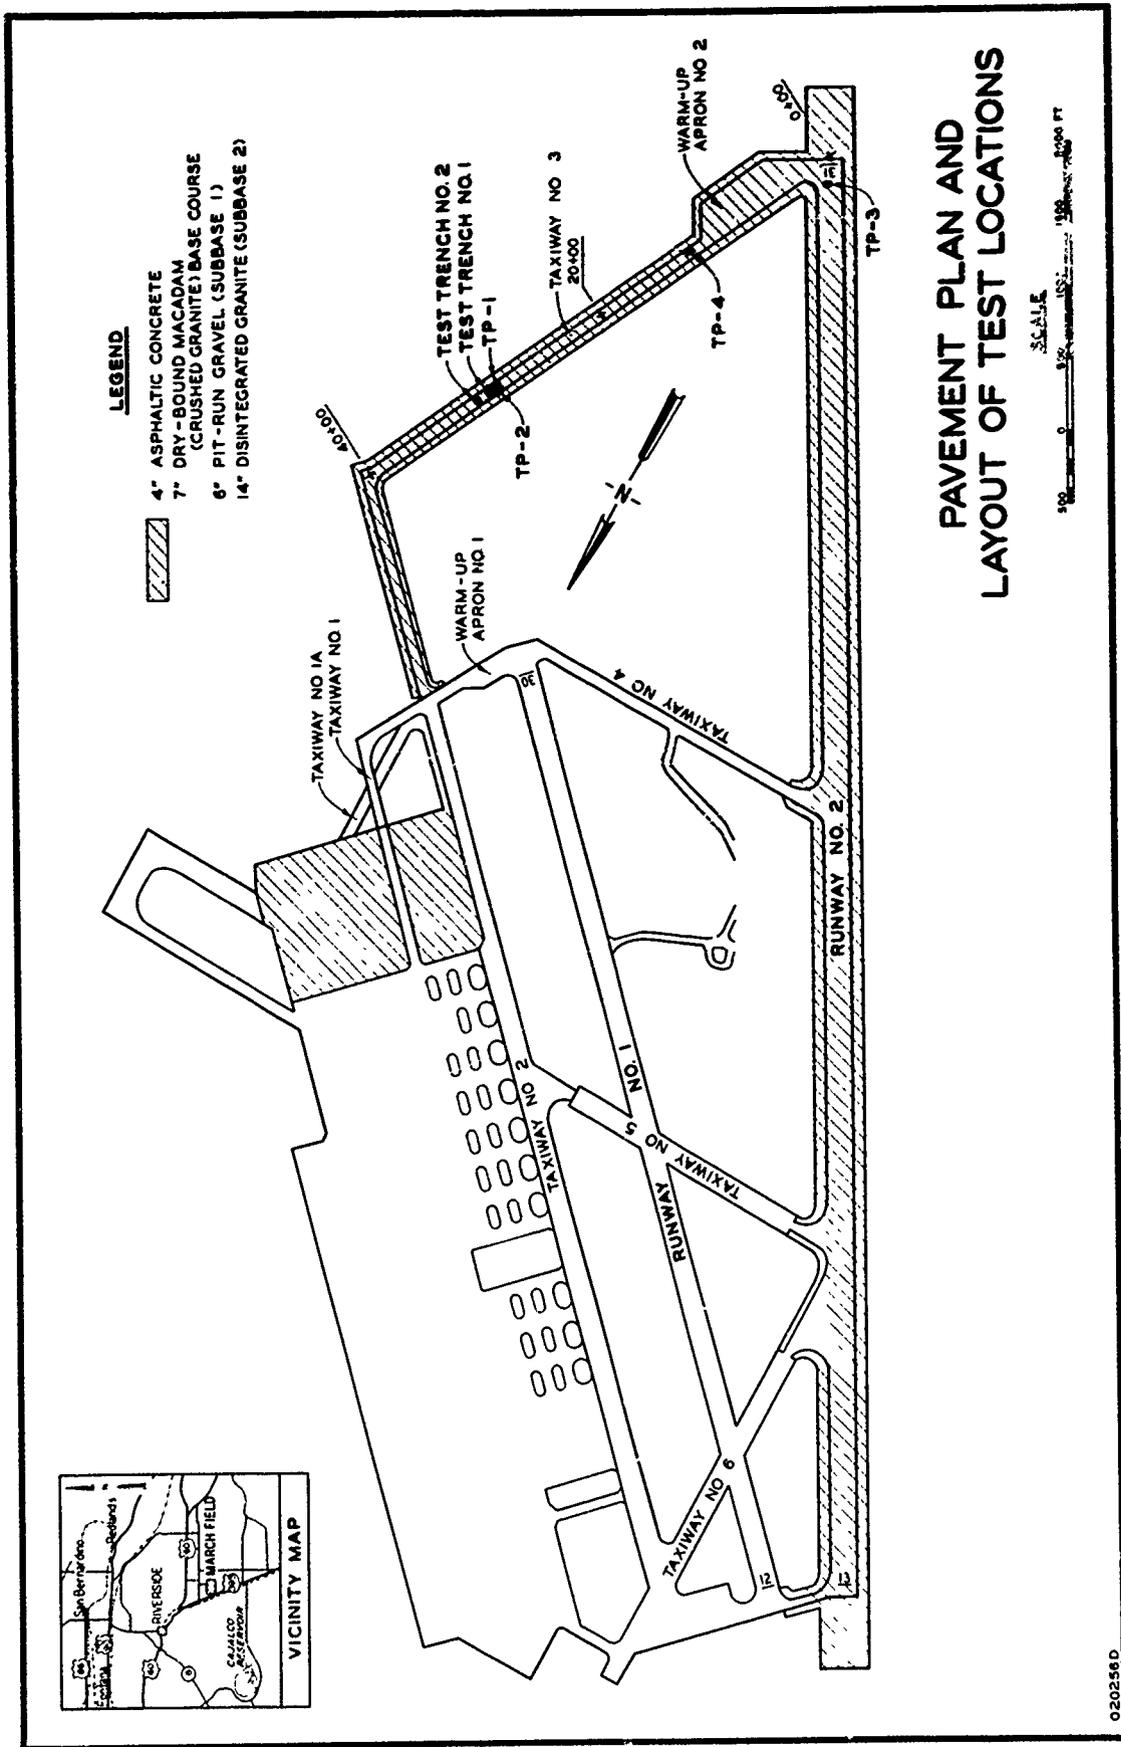 LEGEND
4" ASPHALTIC CONCRETE
7" DRY-BOUND MACADAM
(CRUSHED GRANITE) BASE COURSE
6" PIT-RUN GRAVEL (SUBBASE 1)
14" DISINTEGRATED GRANITE (SUBBASE 2)
WARM-UP
APRON NO 2
0+00
TEST TRENCH NO. 2
TEST TRENCH NO. 1
TP-1
TAXIWAY NO 3
20+00
TP-3
TP-4
TP-2
40+00
-N-
TAXIWAY NO 1A
TAXIWAY NO. 1
WARM-UP
APRON NO. 1
30
TAXIWAY NO 4
RUNWAY NO. 2
TAXIWAY NO 2
RUNWAY NO. 1
TAXIWAY NO 5
TAXIWAY NO 6
12
13
PAVEMENT PLAN AND
LAYOUT OF TEST LOCATIONS
SCALE
500 0 500
San Bernardino
Redlands
Fontana
RIVERSIDE
MARCH FIELD
CAJALCO
RESERVOIR
VICINITY MAP
020256D